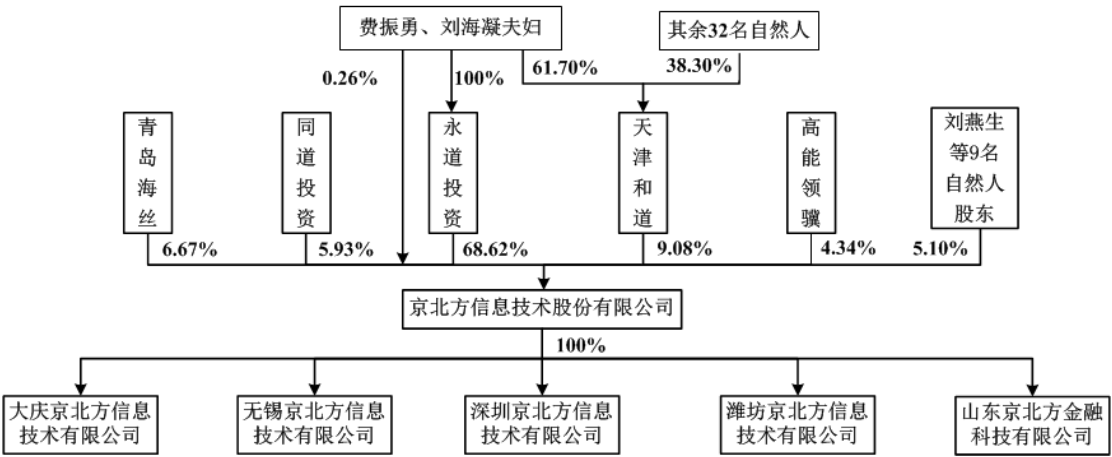 费振勇、刘海凝夫妇
其余32名自然人
0.26%
100%
61.70%
38.30%
青岛海丝
同道投资
永道投资
天津和道
高能领骥
刘燕生
等9名
自然人
股东
6.67%
5.93%
68.62%
9.08%
4.34%
5.10%
京北方信息技术股份有限公司
100%
大庆京北方信息
技术有限公司
无锡京北方信息
技术有限公司
深圳京北方信息
技术有限公司
潍坊京北方信息
技术有限公司
山东京北方金融
科技有限公司